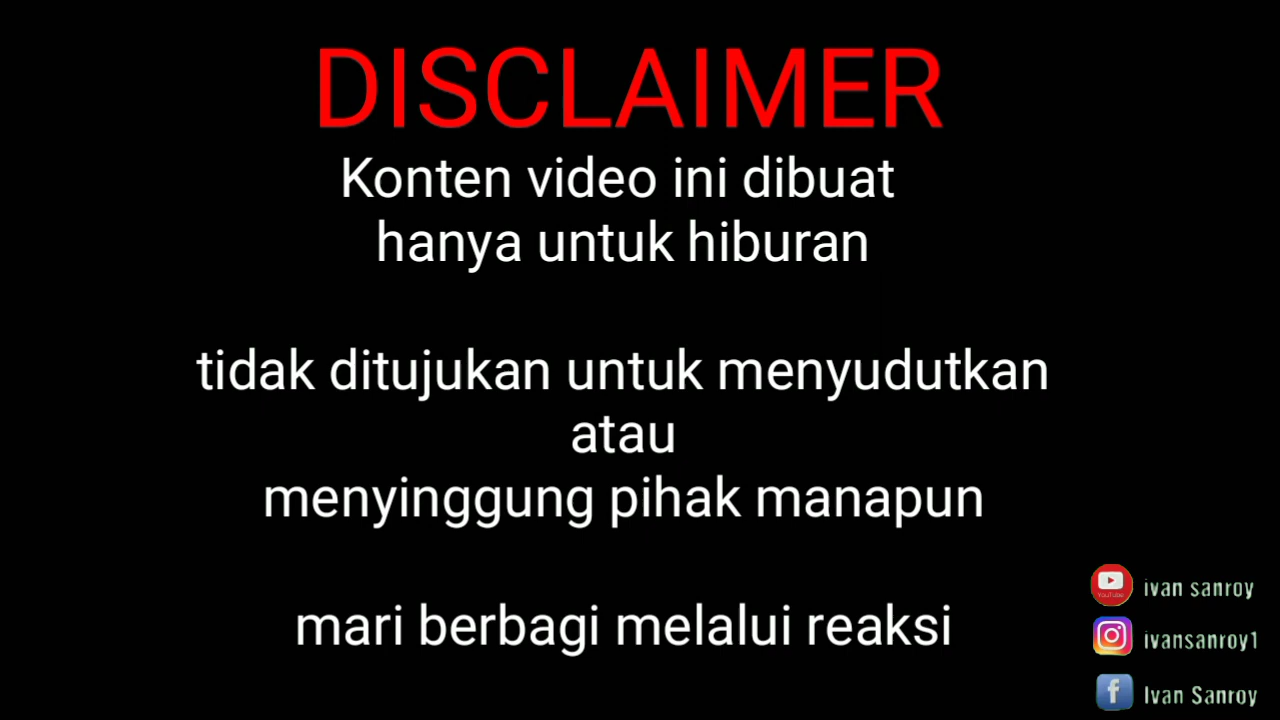 DISCLAIMER
Konten video ini dibuat
hanya untuk hiburan
tidak ditujukan untuk menyudutkan
atau
menyinggung pihak manapun
mari berbagi melalui reaksi
YouTube
ivan sanroy
ivansanroy1
f
Ivan Sanroy